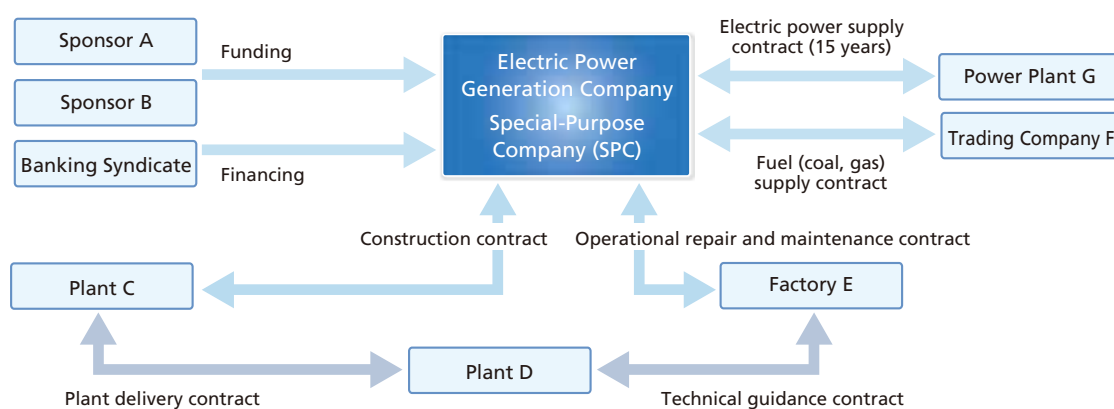 Sponsor A
Funding
Sponsor B
Banking Syndicate
Financing
Electric Power
Generation Company
Special-Purpose
Company (SPC)
Electric power supply
contract (15 years)
Power Plant G
Trading Company F
Fuel (coal, gas)
supply contract
Construction contract
Operational repair and maintenance contract
Plant C
Factory E
Plant D
Plant delivery contract
Technical guidance contract